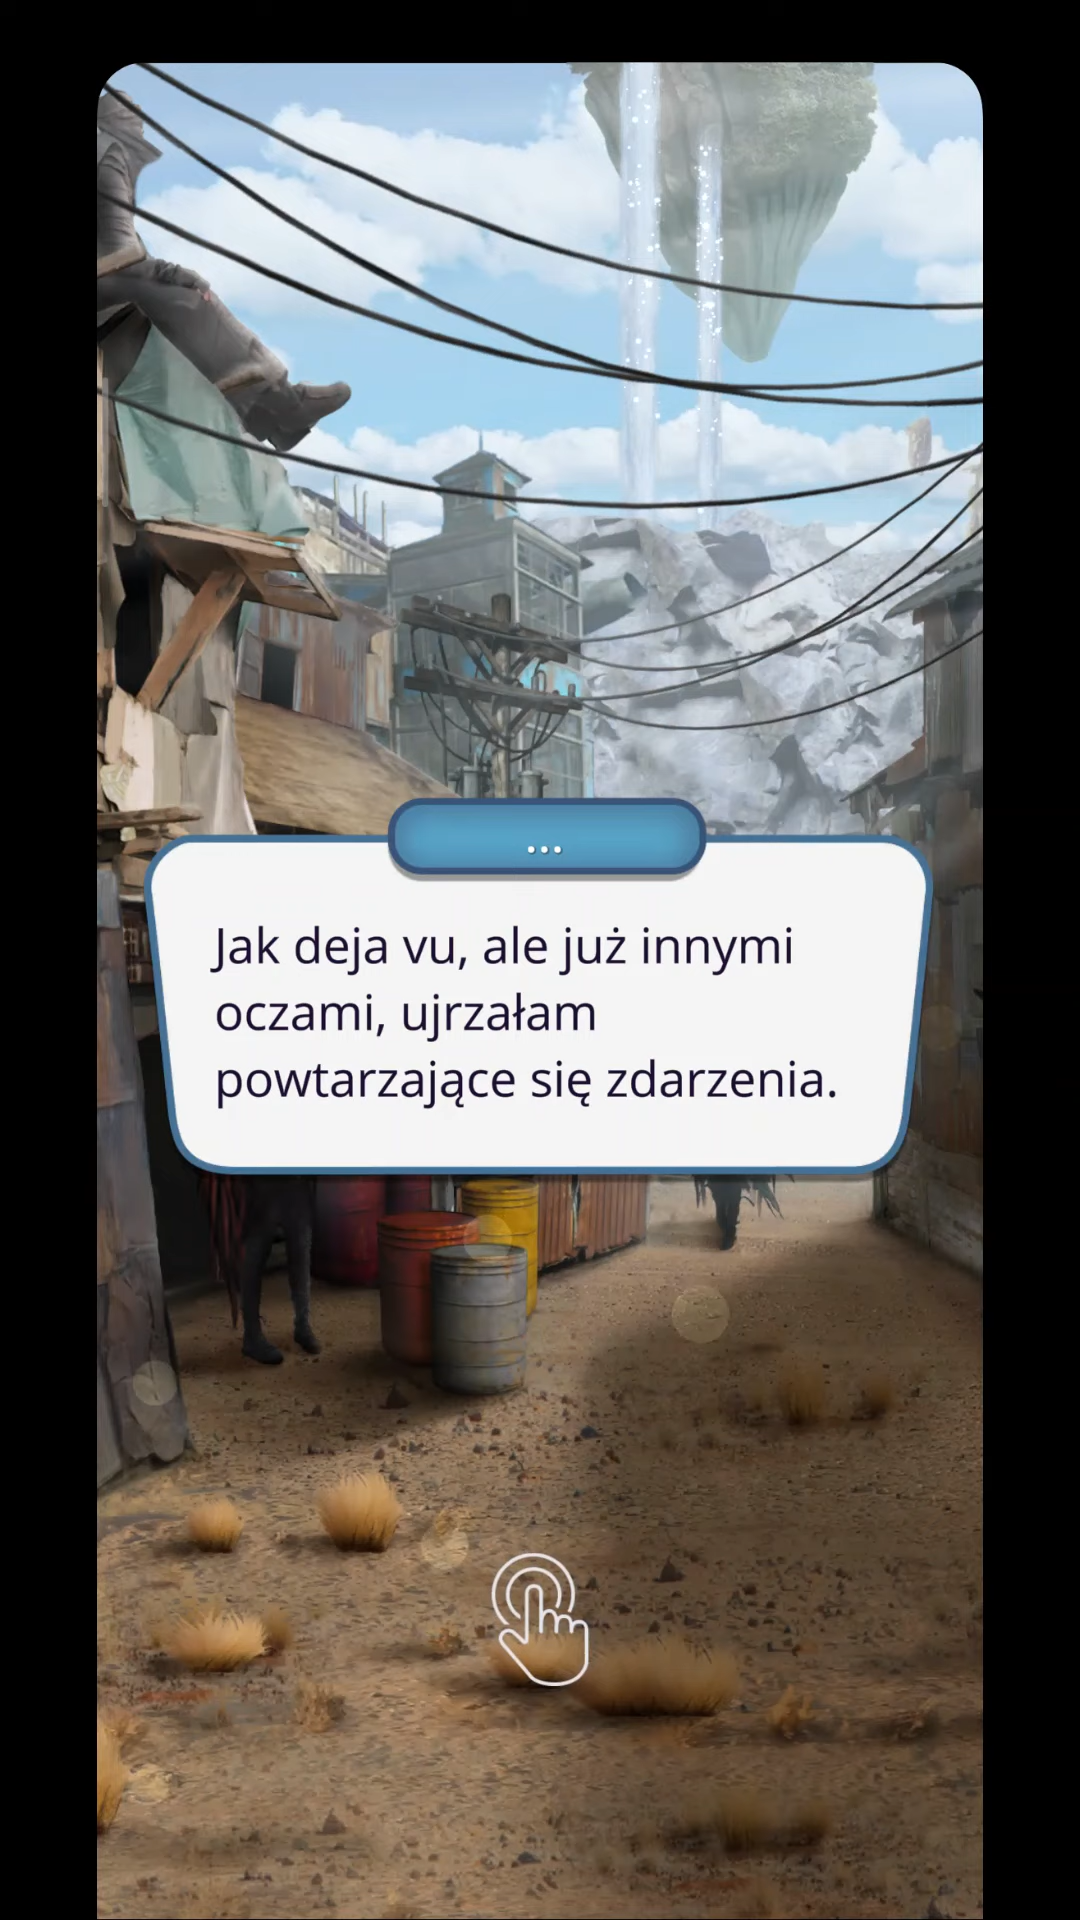 ...
Jak deja vu, ale już innymi
oczami, ujrzałam
powtarzające się zdarzenia.